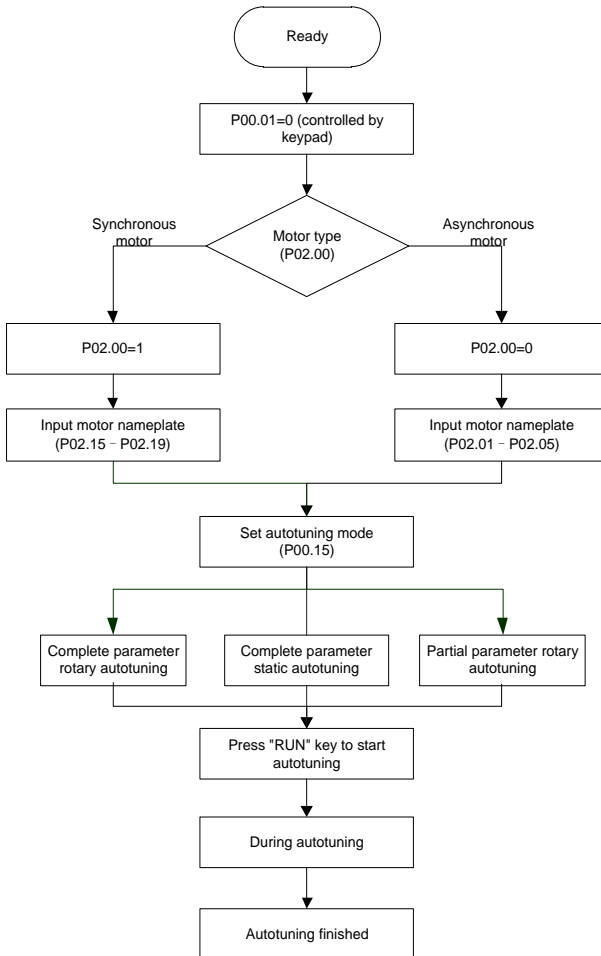 Ready
P00.01=0 (controlled by
keypad)
Synchronous
motor
Motor type
(P02.00)
Asynchronous
motor
P02.00=1
P02.00=0
Input motor nameplate
(P02.15﹣P02.19)
Input motor nameplate
(P02.01﹣P02.05)
Set autotuning mode
(P00.15)
Complete parameter
rotary autotuning
Complete parameter
static autotuning
Partial parameter rotary
autotuning
Press "RUN" key to start
autotuning
During autotuning
Autotuning finished